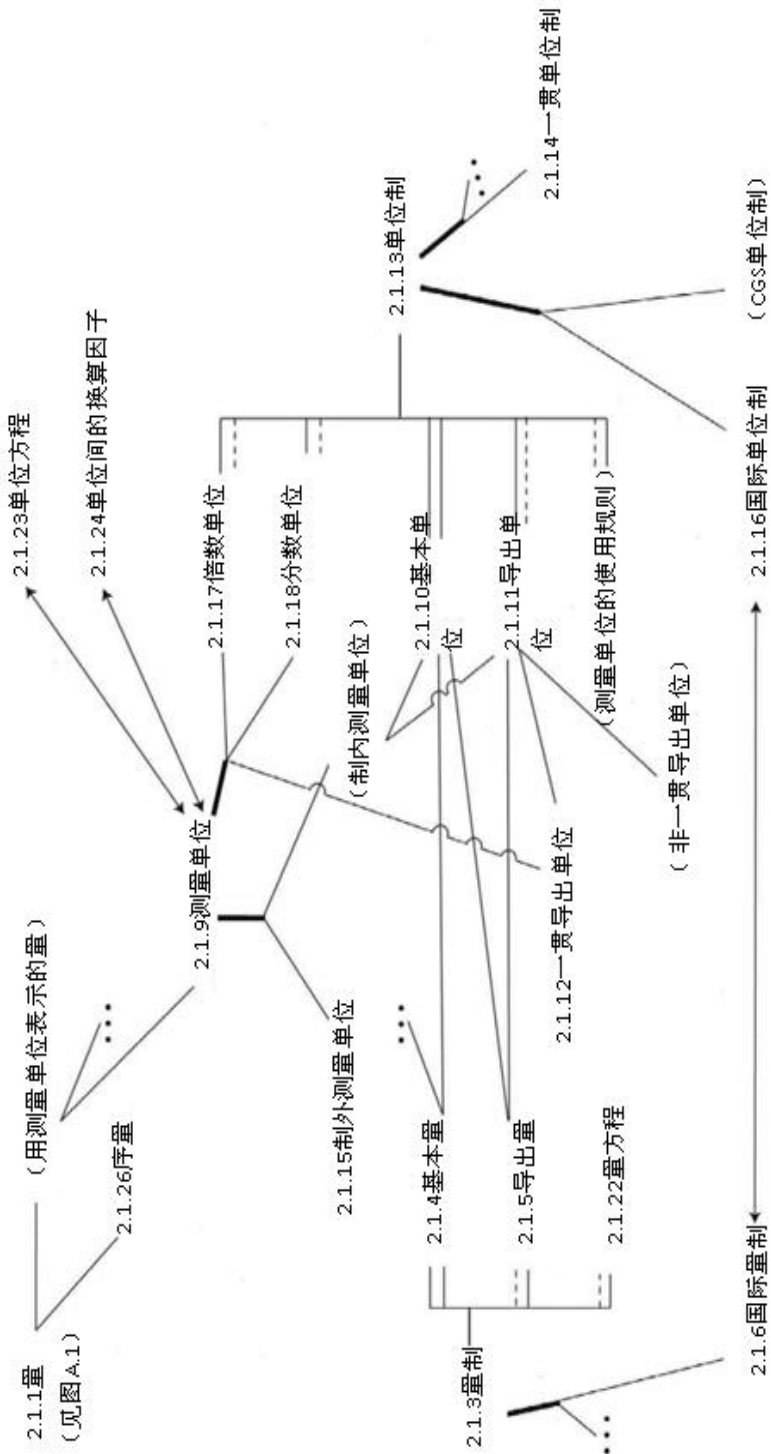 2.1.1量
(见图A.1)
(用测量单位表示的量)
2.1.26序量
2.1.9测量单位
2.1.23单位方程
2.1.24单位间的换算因子
2.1.17倍数单位
2.1.18分数单位
2.1.15制外测量单位
(制内测量单位)
2.1.3量制
2.1.4基本量
2.1.5导出量
2.1.22量方程
2.1.10基本单
位
2.1.11导出单
位
(测量单位的使用规则)
2.1.12一贯导出单位
(非一贯导出单位)
2.1.13单位制
2.1.14一贯单位制
2.1.6国际量制
2.1.16国际单位制
(CGS单位制)